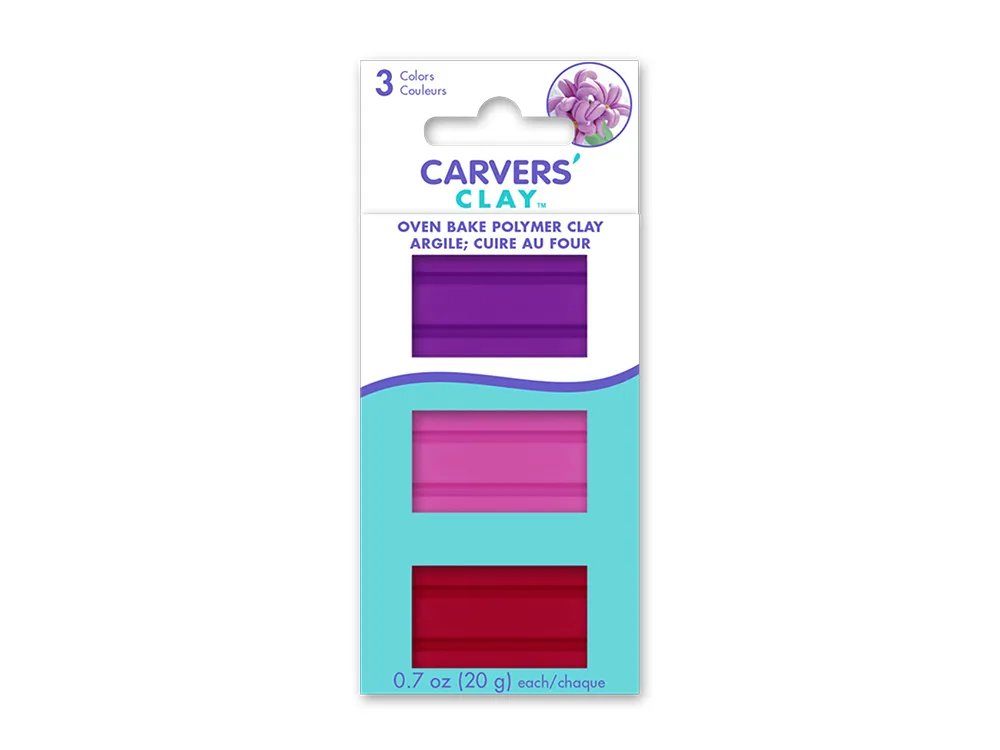 3 Colors
Couleurs
CARVERS'
CLAY™
OVEN BAKE POLYMER CLAY
ARGILE; CUIRE AU FOUR
0.7 oz (20 g) each/chaque